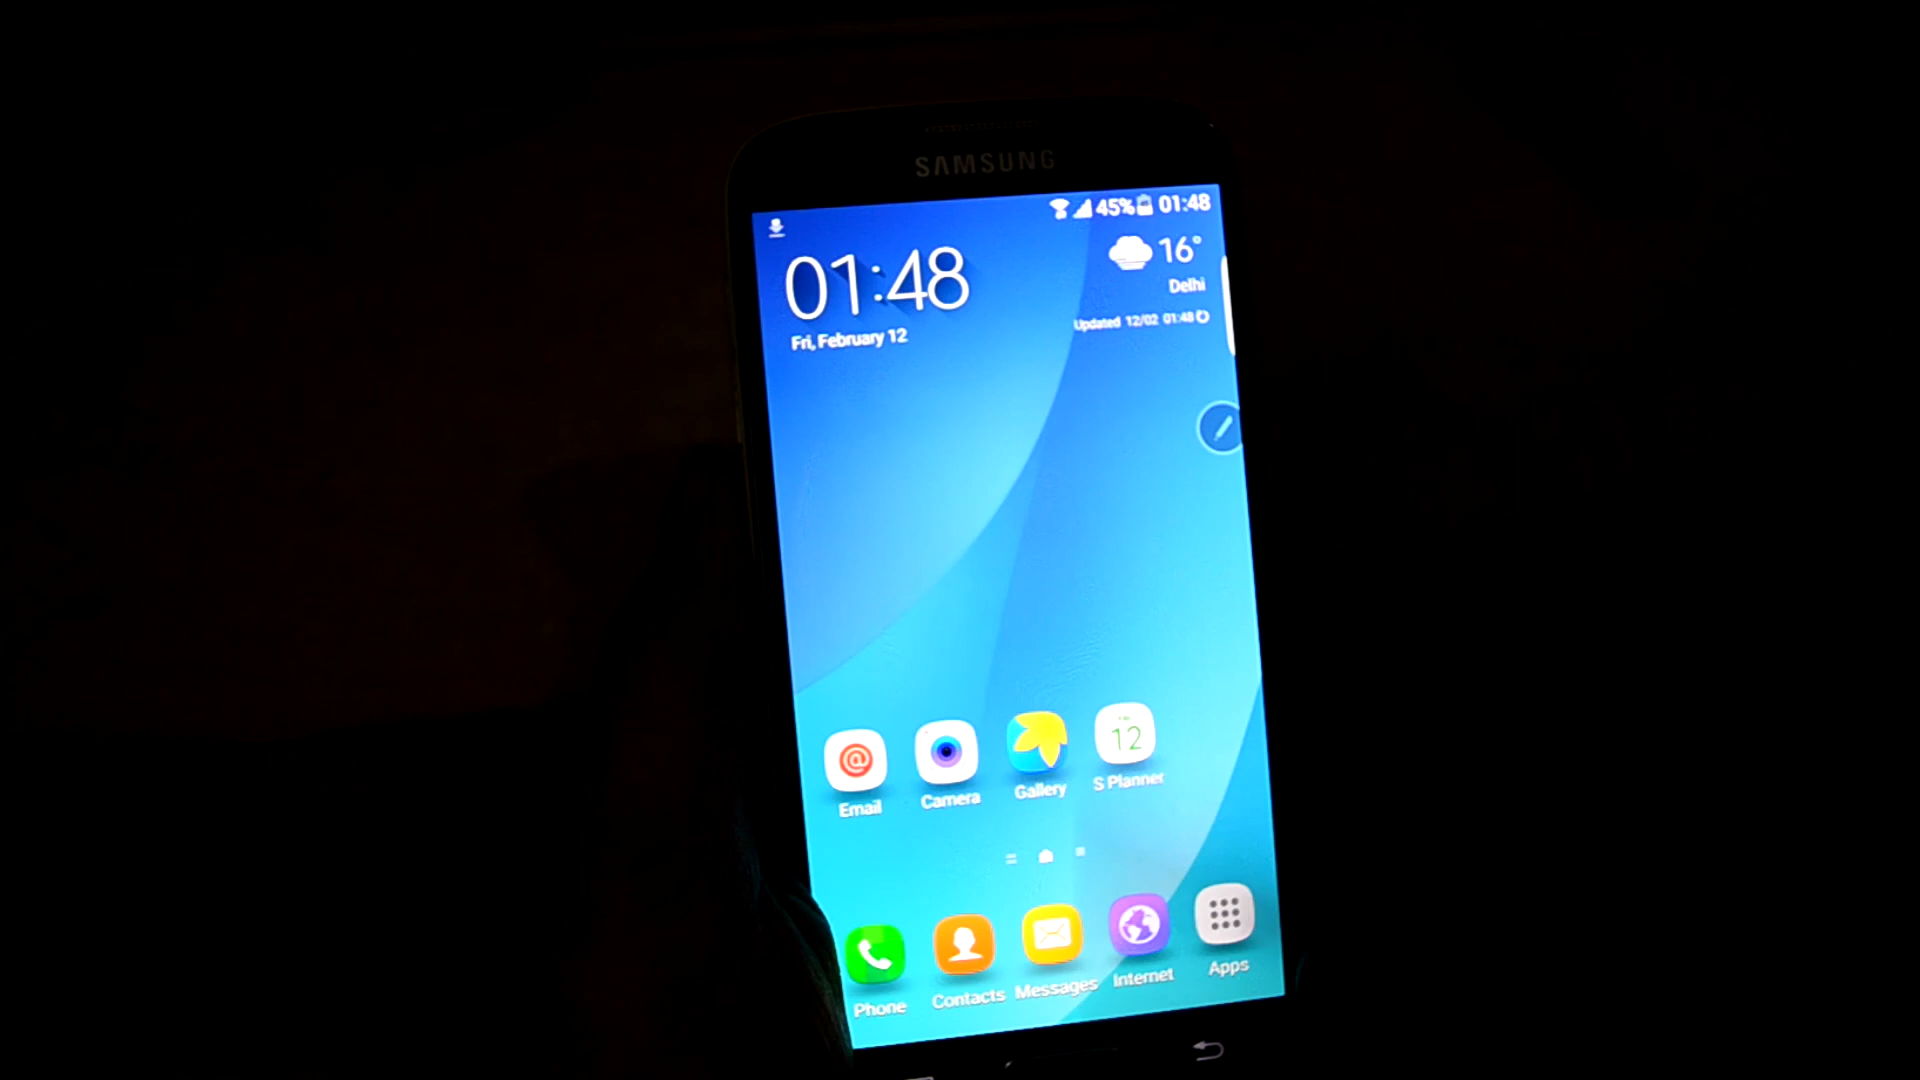 SAMSUNG
45% 01:48
01:48
Fri, February 12
16°
Delhi
Updated 12/02 01:48
Email
Camera
Gallery
12
S Planner
Phone
Contacts
Messages
Internet
Apps